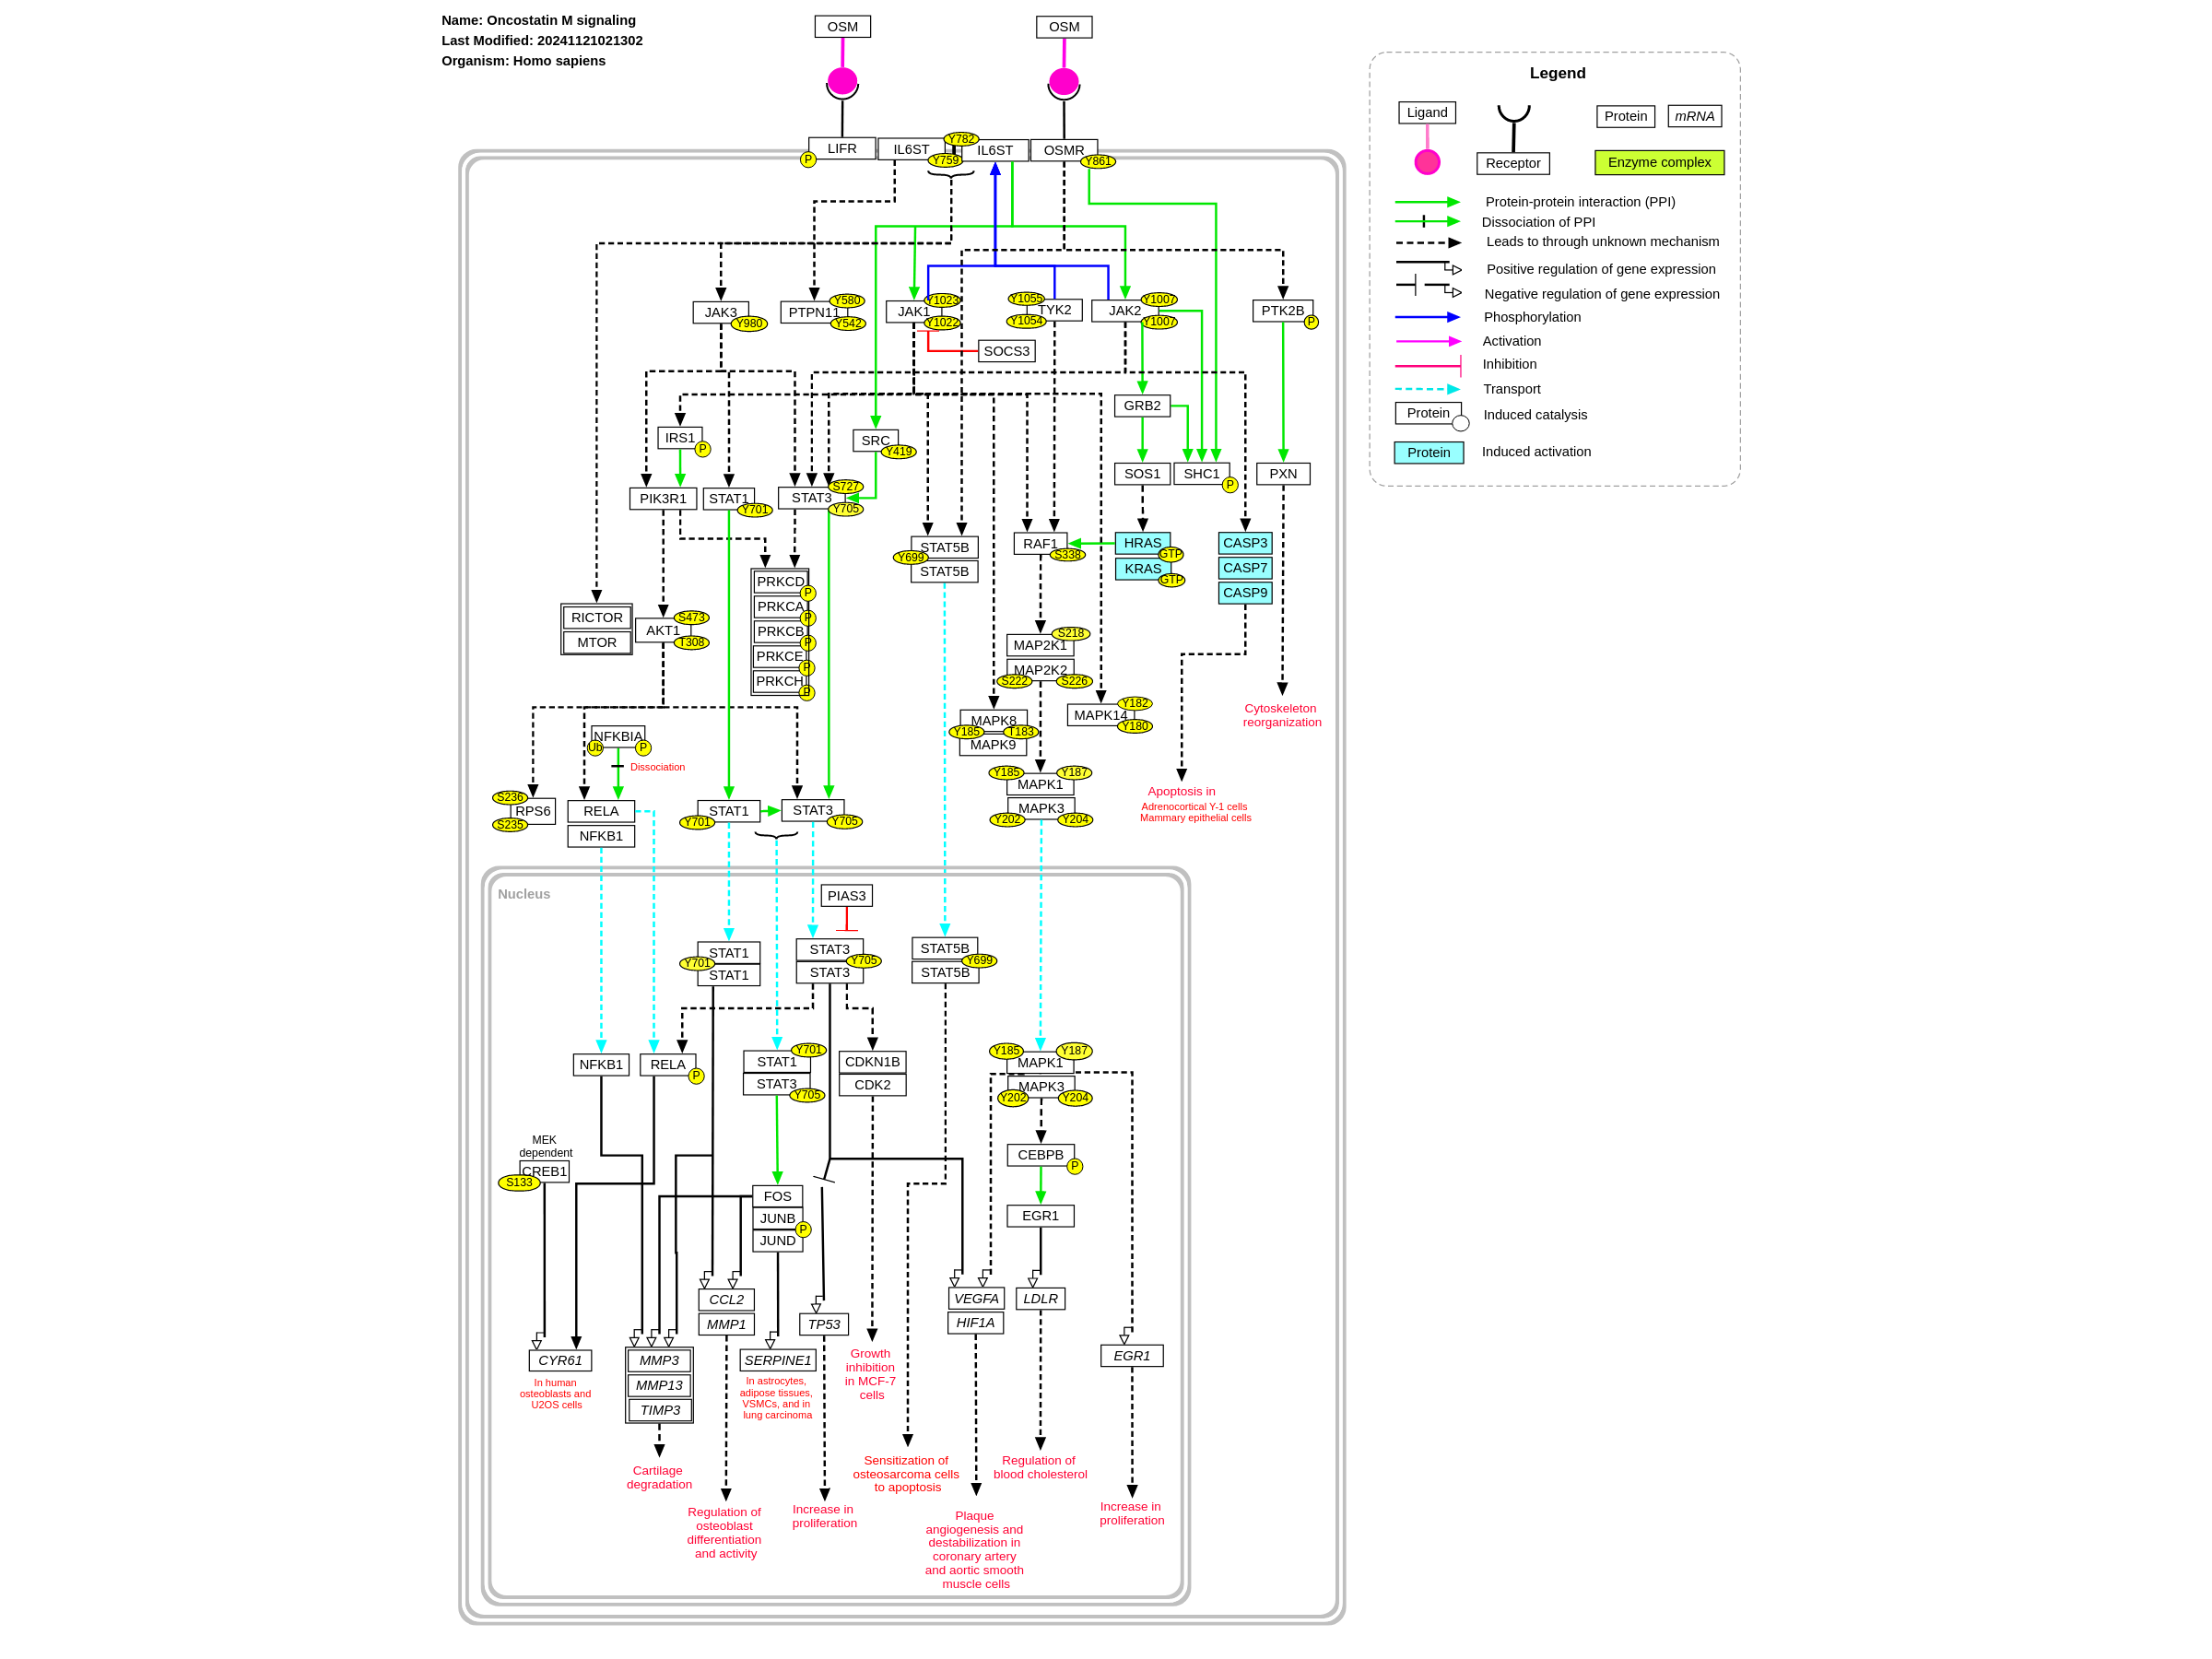 Name: Oncostatin M signaling
Last Modified: 20241121021302
Organism: Homo sapiens
OSM
OSM
Legend
Ligand
Receptor
Protein
mRNA
Enzyme complex
Protein-protein interaction (PPI)
Dissociation of PPI
Leads to through unknown mechanism
Positive regulation of gene expression
Negative regulation of gene expression
Phosphorylation
Activation
Inhibition
Transport
Protein
Induced catalysis
Protein
Induced activation
LIFR
P
IL6ST
Y782
Y759
IL6ST
OSMR
Y861
JAK3
Y980
PTPN11
Y580
Y542
JAK1
Y1023
Y1022
Y1055
TYK2
Y1054
JAK2
Y1007
Y1007
PTK2B
P
SOCS3
GRB2
IRS1
P
SRC
Y419
SOS1
SHC1
P
PXN
PIK3R1
STAT1
Y701
STAT3
S727
Y705
STAT5B
Y699
STAT5B
RAF1
S338
HRAS
GTP
KRAS
GTP
CASP3
CASP7
CASP9
PRKCD
P
PRKCA
P
PRKCB
P
PRKCE
P
PRKCH
P
RICTOR
MTOR
AKT1
S473
T308
S218
MAP2K1
MAP2K2
S222
S226
MAPK8
Y185
T183
MAPK9
MAPK14
Y182
Y180
Cytoskeleton
reorganization
NFKBIA
Ub
P
Dissociation
Y185
Y187
MAPK1
MAPK3
Y202
Y204
Apoptosis in
Adrenocortical Y-1 cells
Mammary epithelial cells
S236
RPS6
S235
RELA
NFKB1
STAT1
Y701
STAT3
Y705
Nucleus
PIAS3
STAT1
Y701
STAT1
STAT3
Y705
STAT3
STAT5B
Y699
STAT5B
NFKB1
RELA
P
STAT1
Y701
STAT3
Y705
CDKN1B
CDK2
Y185
Y187
MAPK1
MAPK3
Y202
Y204
MEK
dependent
CREB1
S133
CEBPB
P
FOS
JUNB
P
JUND
EGR1
CCL2
MMP1
TP53
VEGFA
HIF1A
LDLR
EGR1
CYR61
In human
osteoblasts and
U2OS cells
MMP3
MMP13
TIMP3
SERPINE1
In astrocytes,
adipose tissues,
VSMCs, and in
lung carcinoma
Growth
inhibition
in MCF-7
cells
Cartilage
degradation
Sensitization of
osteosarcoma cells
to apoptosis
Regulation of
blood cholesterol
Regulation of
osteoblast
differentiation
and activity
Increase in
proliferation
Plaque
angiogenesis and
destabilization in
coronary artery
and aortic smooth
muscle cells
Increase in
proliferation